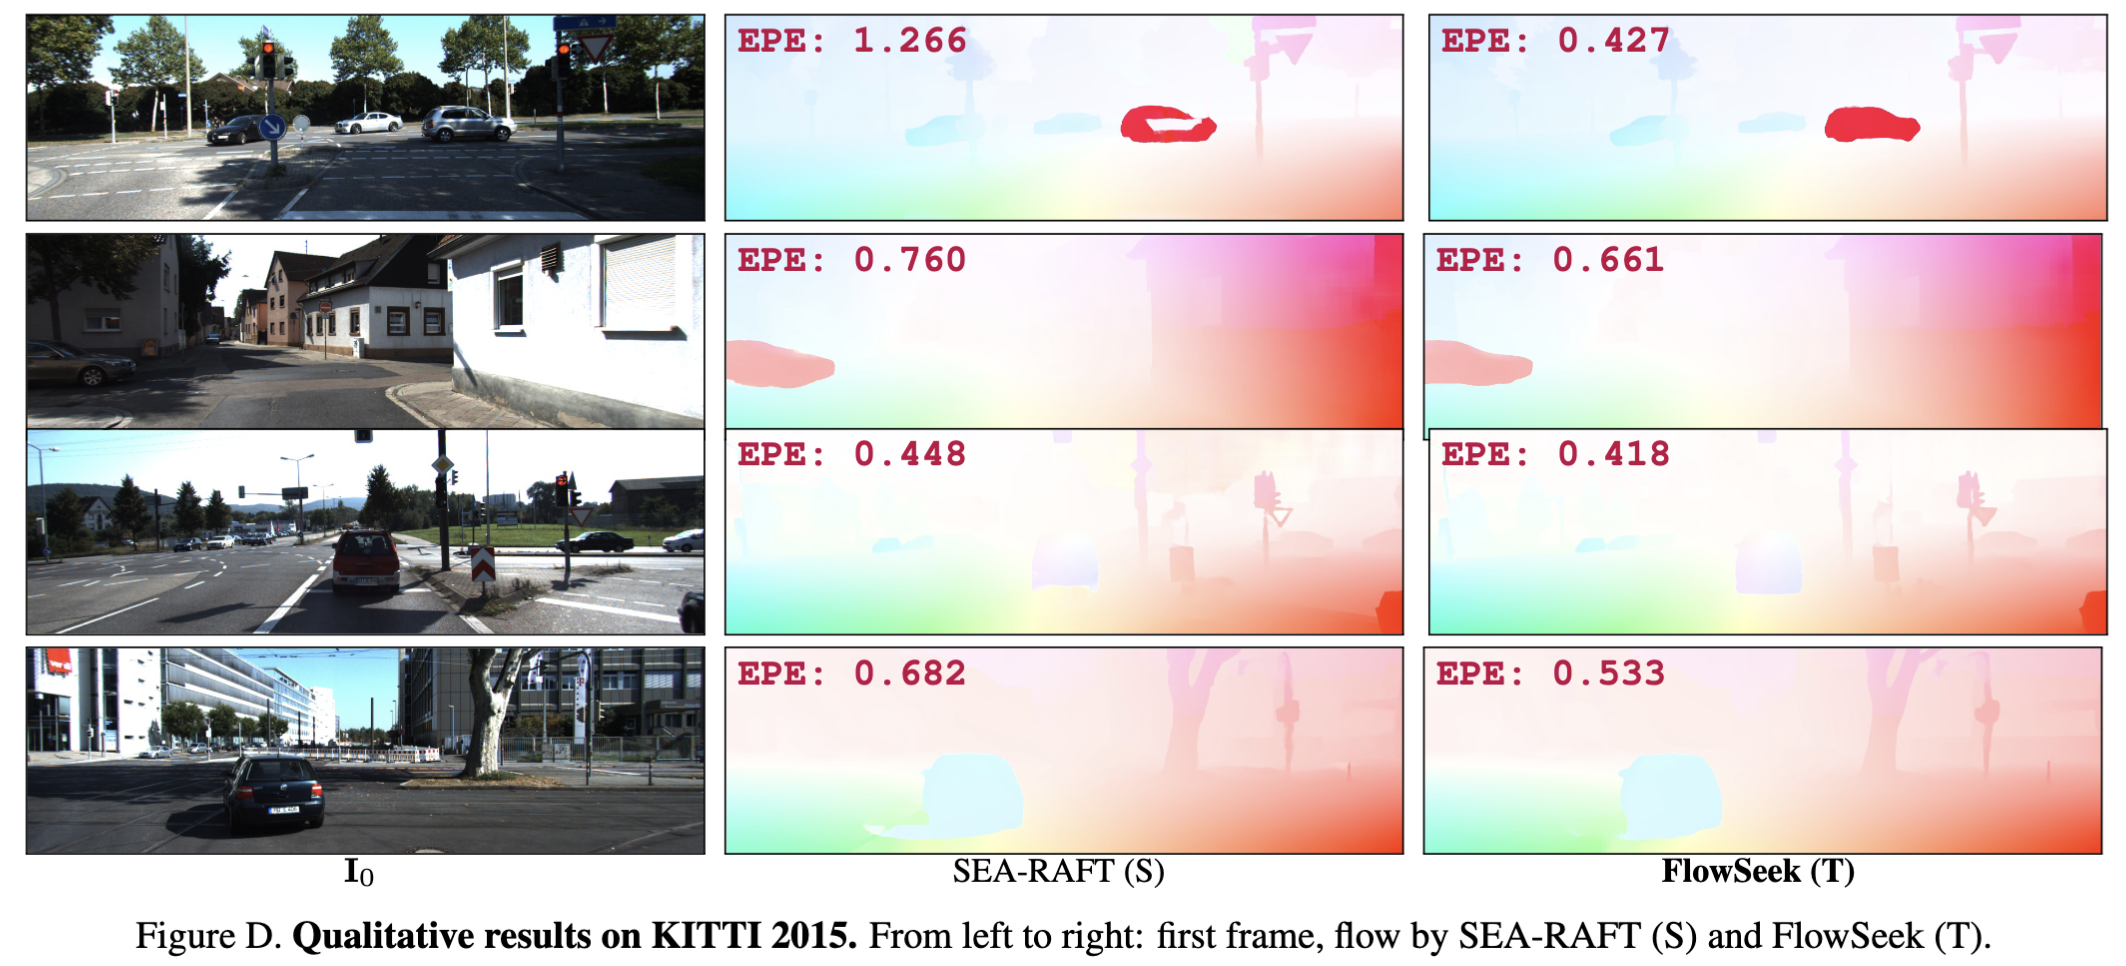 EPE: 1.266
EPE: 0.427
EPE: 0.760
EPE: 0.661
EPE: 0.448
EPE: 0.418
EPE: 0.682
EPE: 0.533
I₀
SEA-RAFT (S)
FlowSeek (T)
Figure D. Qualitative results on KITTI 2015. From left to right: first frame, flow by SEA-RAFT (S) and FlowSeek (T).